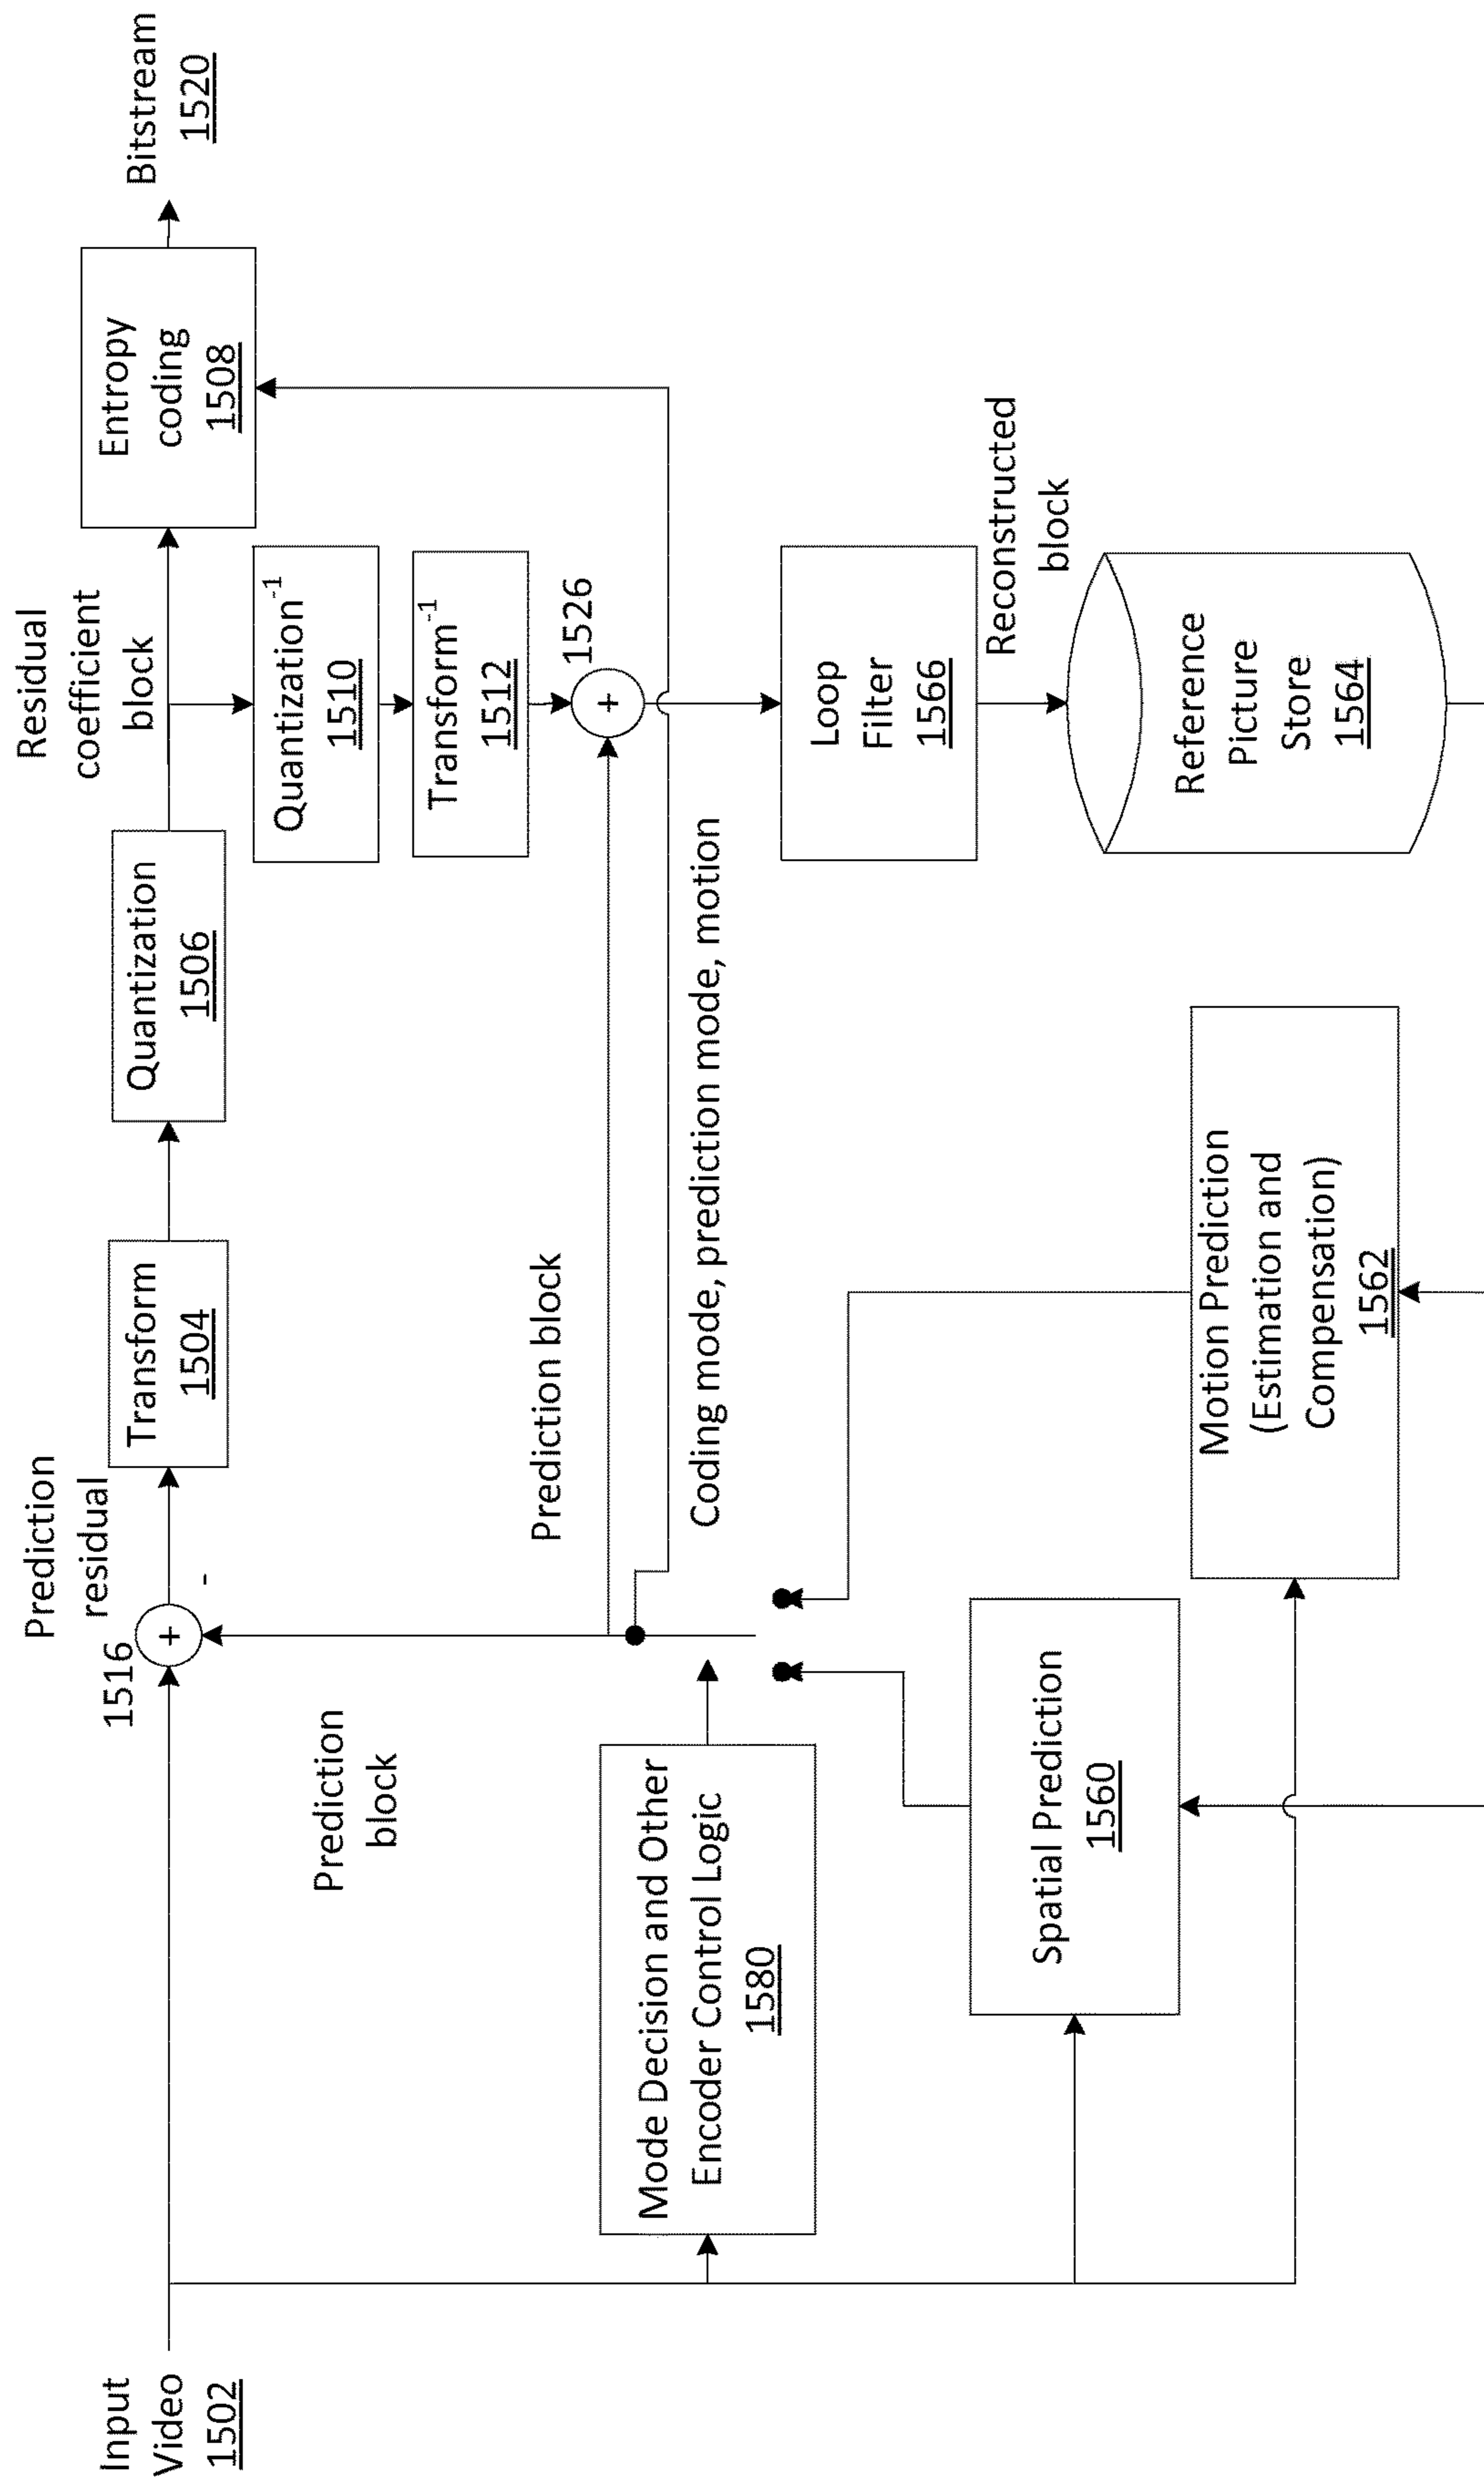 Input
Video
1502
1516
Prediction
residual
-
+
Transform
1504
Quantization
1506
Residual
coefficient
block
Entropy
coding
1508
Bitstream
1520
Quantization-1
1510
Transform-1
1512
1526
+
Prediction
block
Prediction block
Coding mode, prediction mode, motion
Mode Decision and Other
Encoder Control Logic
1580
Spatial Prediction
1560
Motion Prediction
(Estimation and
Compensation)
1562
Loop
Filter
1566
Reconstructed
block
Reference
Picture
Store
1564